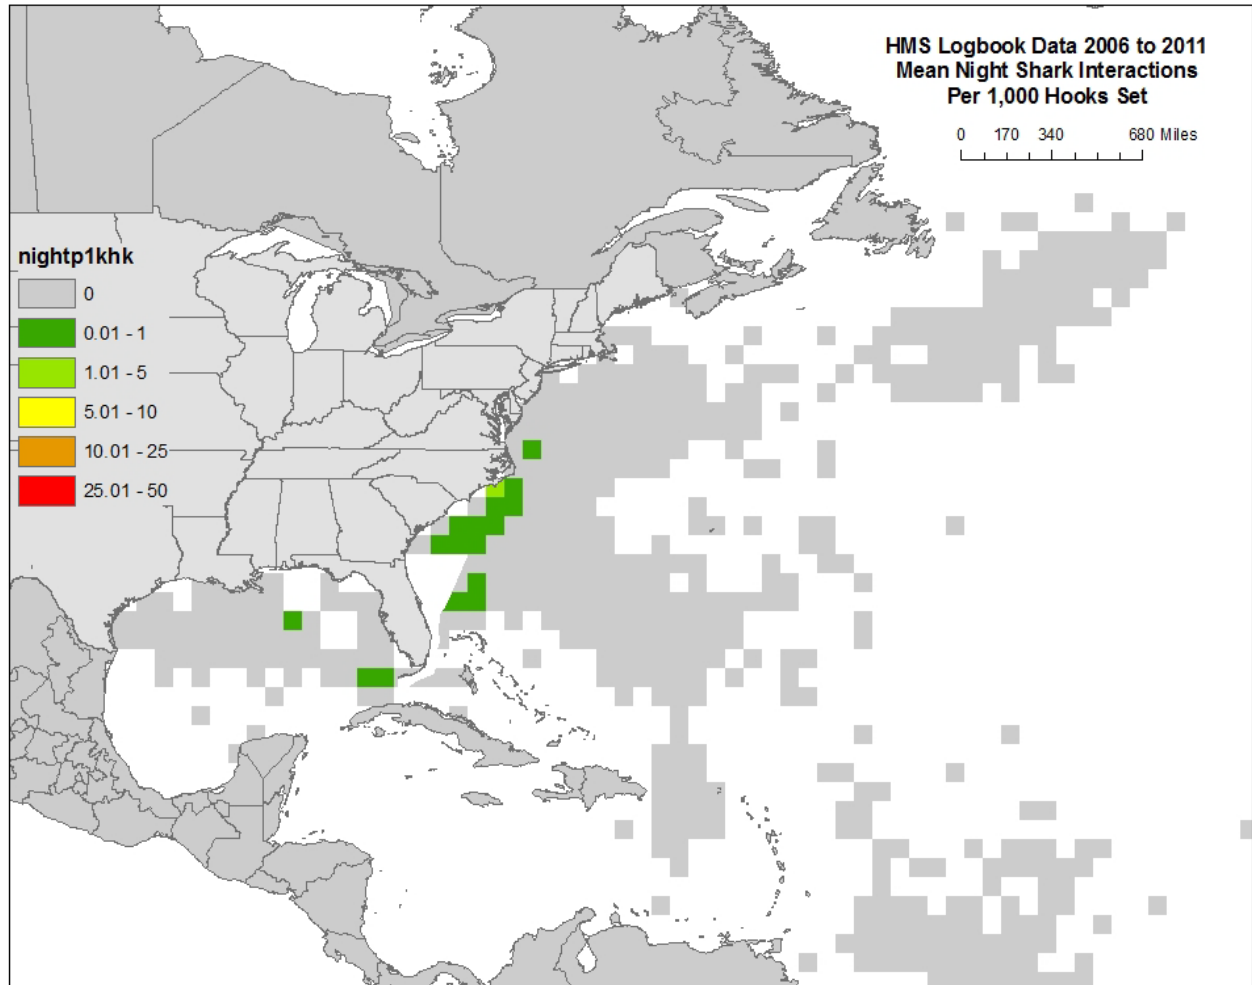 HMS Logbook Data 2006 to 2011
Mean Night Shark Interactions
Per 1,000 Hooks Set
0 170 340 680 Miles
nightp1khk
0
0.01 - 1
1.01 - 5
5.01 - 10
10.01 - 25
25.01 - 50